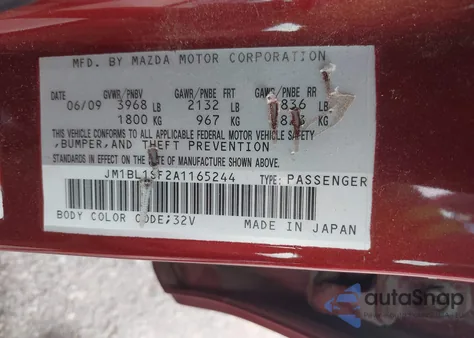 MFD. BY MAZDA MOTOR CORPORATION
DATE GVWR/PNBV GAWR/PNBE FRT GAWR/PNBE RR
06/09 3968 LB 2132 LB 1836 LB
1800 KG 967 KG KG
THIS VEHICLE CONFORMS TO ALL APPLICABLE FEDERAL MOTOR VEHICLE SAFETY
,BUMPER,AND THEFT PREVENTION
STANDARDS IN EFFECT ON THE DATE OF MANUFACTURE SHOWN ABOVE.
JM1BL1SF2A1165244 TYPE: PASSENGER
BODY COLOR CODE;32V MADE IN JAPAN
autoSnap